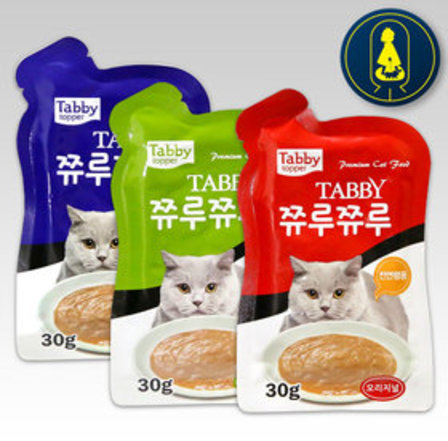 Tabby
topper
TABBY
쮸루쮸루
30g
Tabby
topper
Premium Cat Food
TABBY
쮸루쮸루
30g
Tabby
topper
Premium Cat Food
TABBY
쮸루쮸루
30g
오리지널